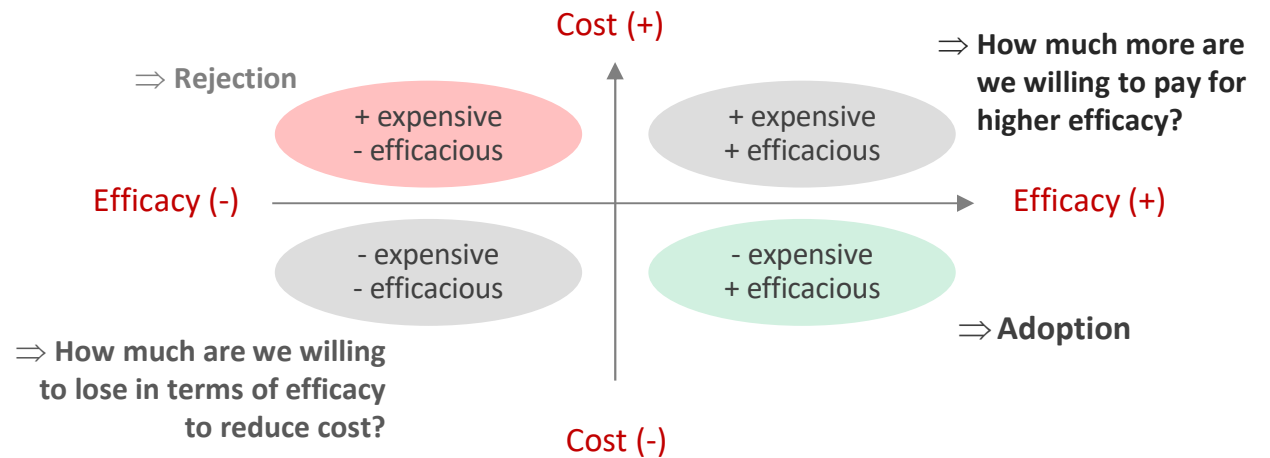 Cost (+)
⇒ Rejection
+ expensive
- efficacious
+ expensive
+ efficacious
⇒ How much more are
we willing to pay for
higher efficacy?
Efficacy (-)
Efficacy (+)
- expensive
- efficacious
- expensive
+ efficacious
⇒ Adoption
⇒ How much are we willing
to lose in terms of efficacy
to reduce cost?
Cost (-)